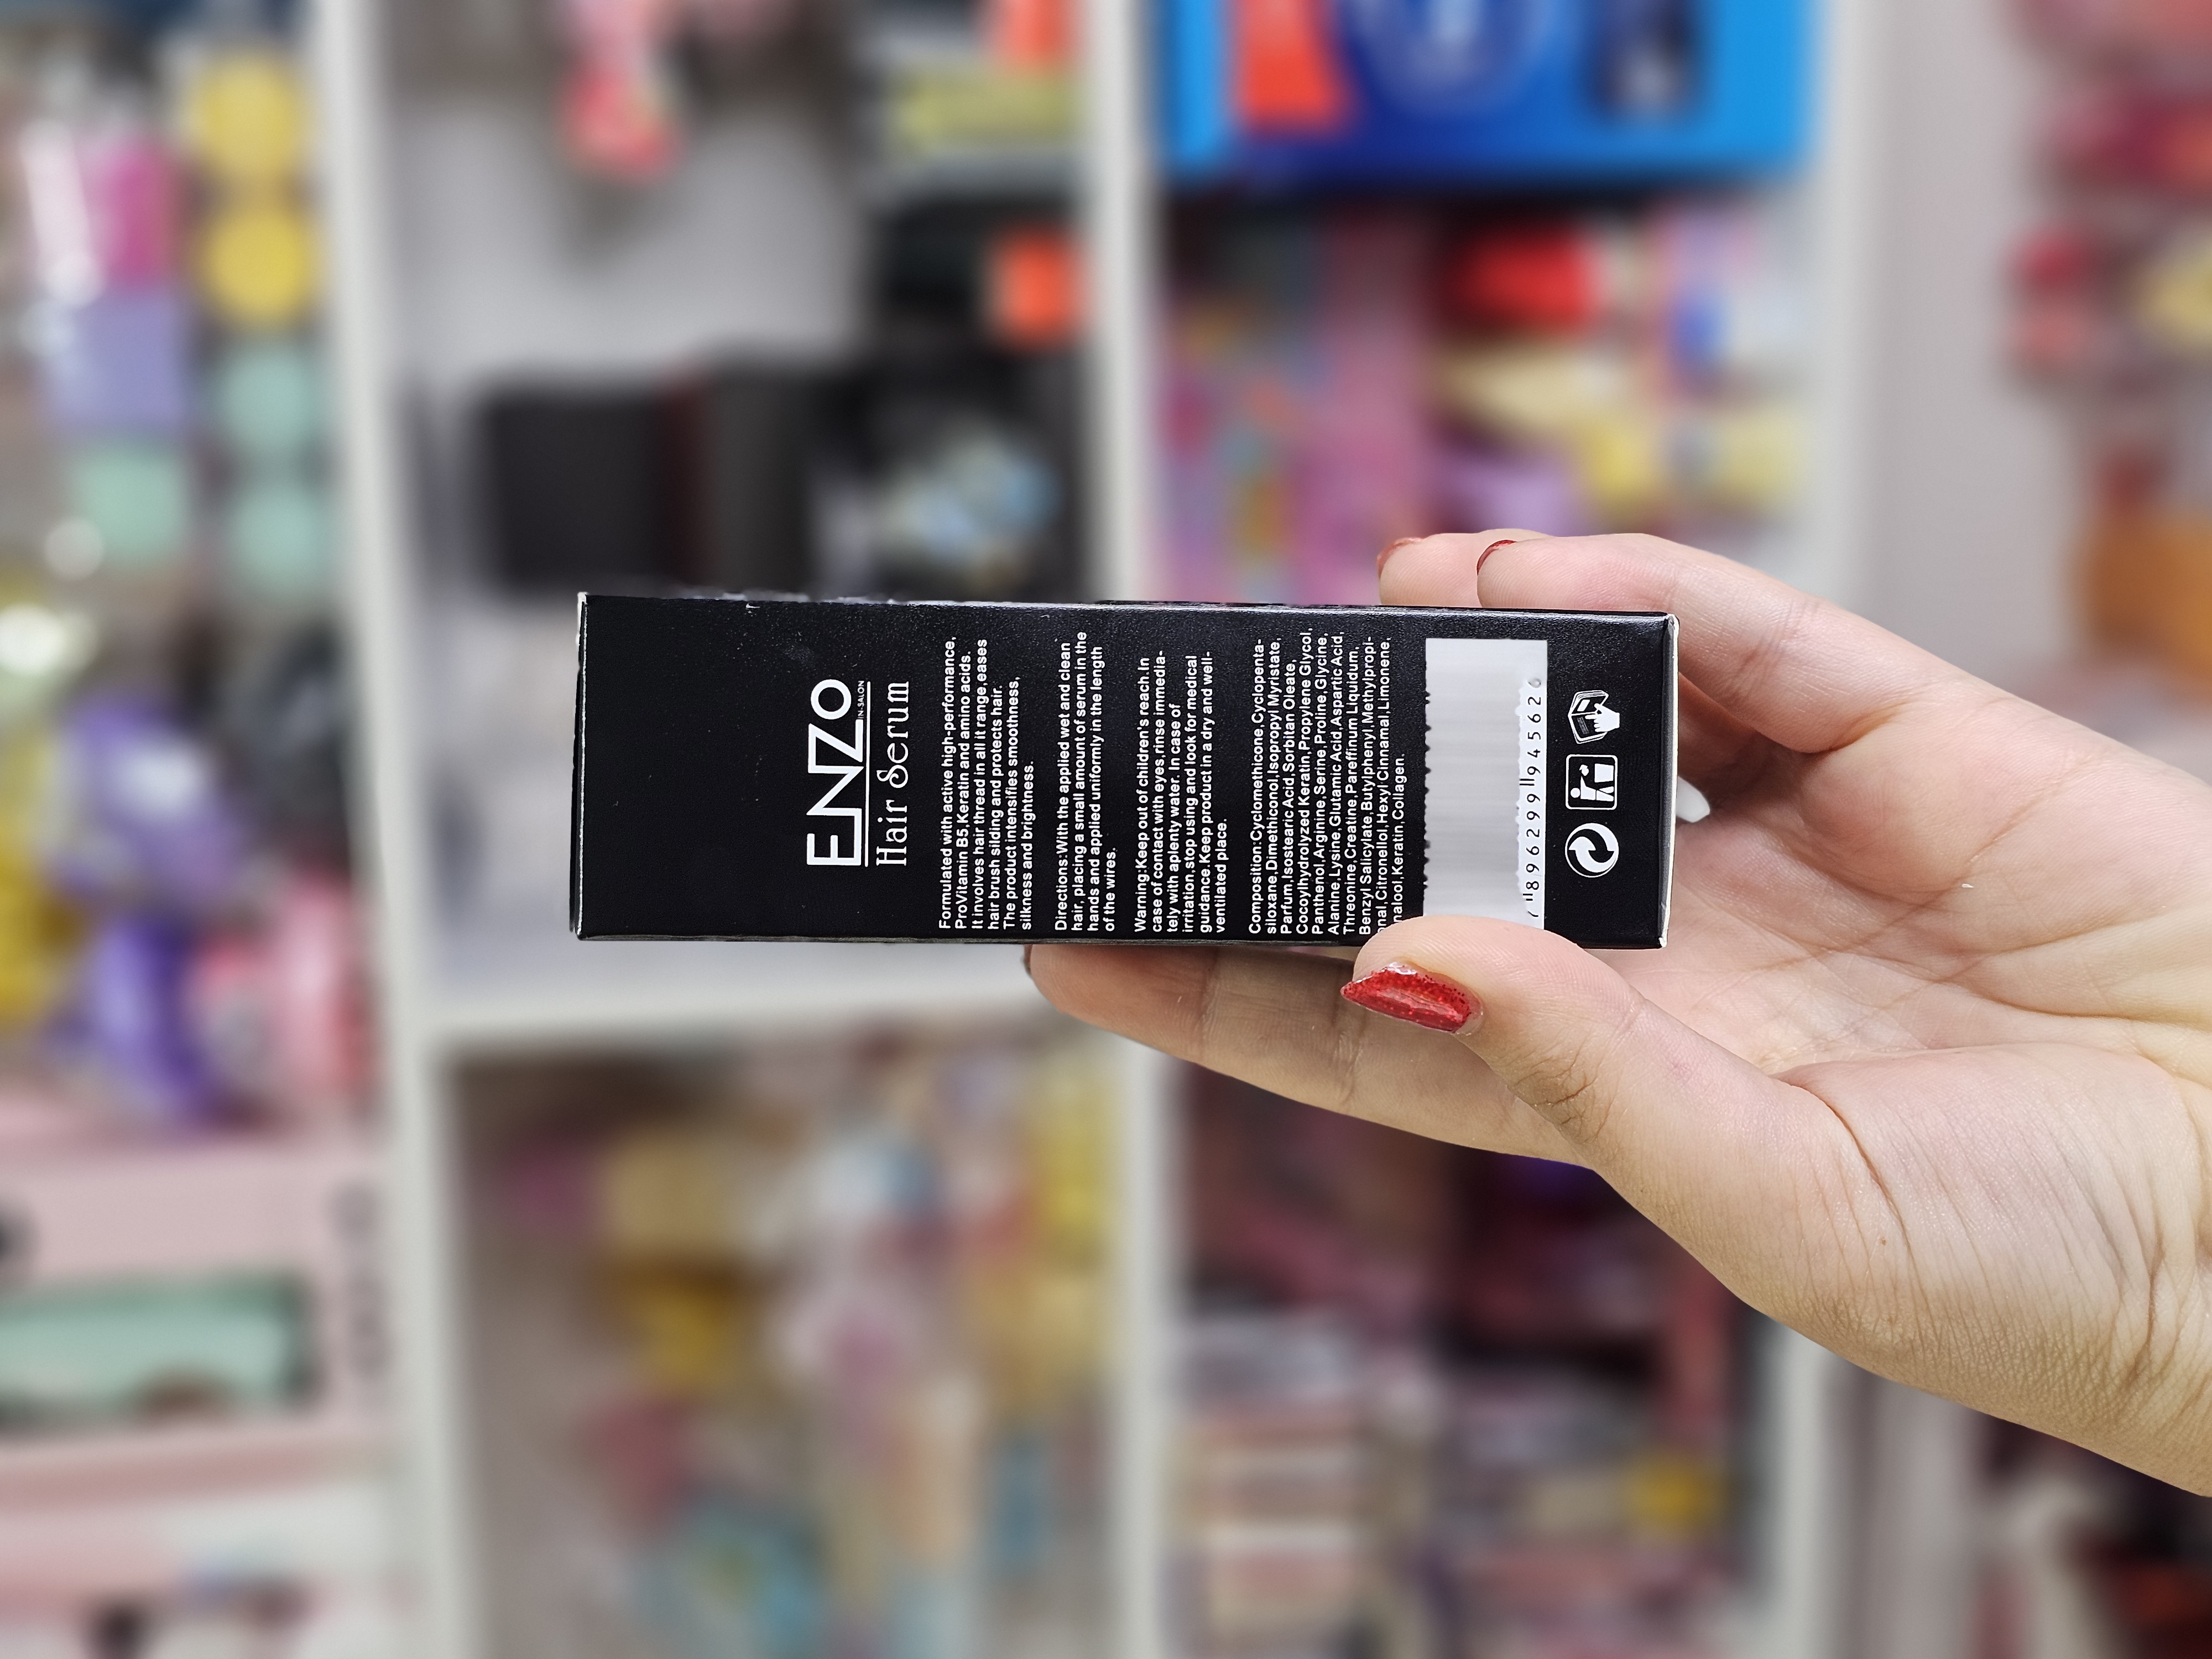 ENZO
IN-SALON
Hair Serum
Formulated with active high-performance,
ProVItamin B5,Keratin and amino acids.
It involves hair thread in all it range,eases
hair brush sliding and protects hair.
The product intensifies smoothness,
silkness and brightness.
Directions:With the applied wet and clean
hair, placing a small amount of serum in the
hands and applied uniformly in the length
of the wires.
Warning:Keep out of children's reach.In
case of contact with eyes,rinse immedia-
tely with aplenty water. In case of
irritation,stop using and look for medical
guidance.Keep product in a dry and well-
ventilated place.
Composition:Cyclomethicone,Cyclopenta-
siloxane,Dimethiconol,Isopropyl Myristate,
Parfum,Isostearic Acid,Sorbitan Oleate,
Cocoylhydrolyzed Keratin,Propylene Glycol,
Panthenol,Arginine,Serine,Proline,Glycine,
Alanine,Lysine,Glutamic Acid,Aspartic Acid,
Threonine,Creatine,Pareffinum Liquidum,
Benzyl Salicylate,Butylphenyl,Methylpropi-
onal,Citronellol,Hexyl Cinnamal,Limonene,
nalool,Keratin,Collagen.
7 896299 945626